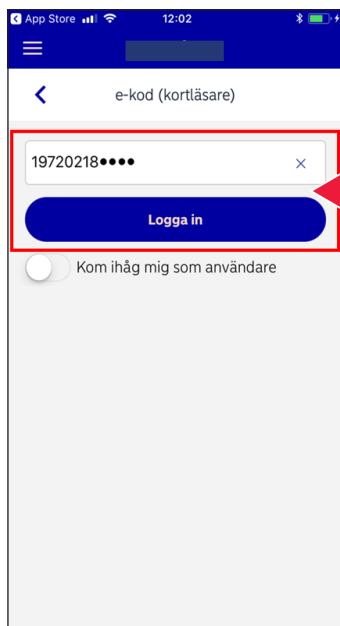 App Store 12:02
e-kod (kortläsare)
19720218••••
Logga in
Kom ihåg mig som användare